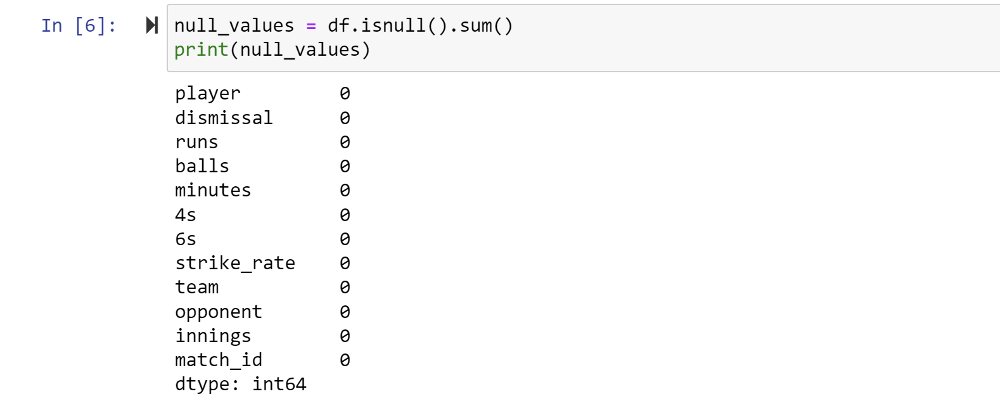 In [6]: null_values = df.isnull().sum()
print(null_values)
player 0
dismissal 0
runs 0
balls 0
minutes 0
4s 0
6s 0
strike_rate 0
team 0
opponent 0
innings 0
match_id 0
dtype: int64